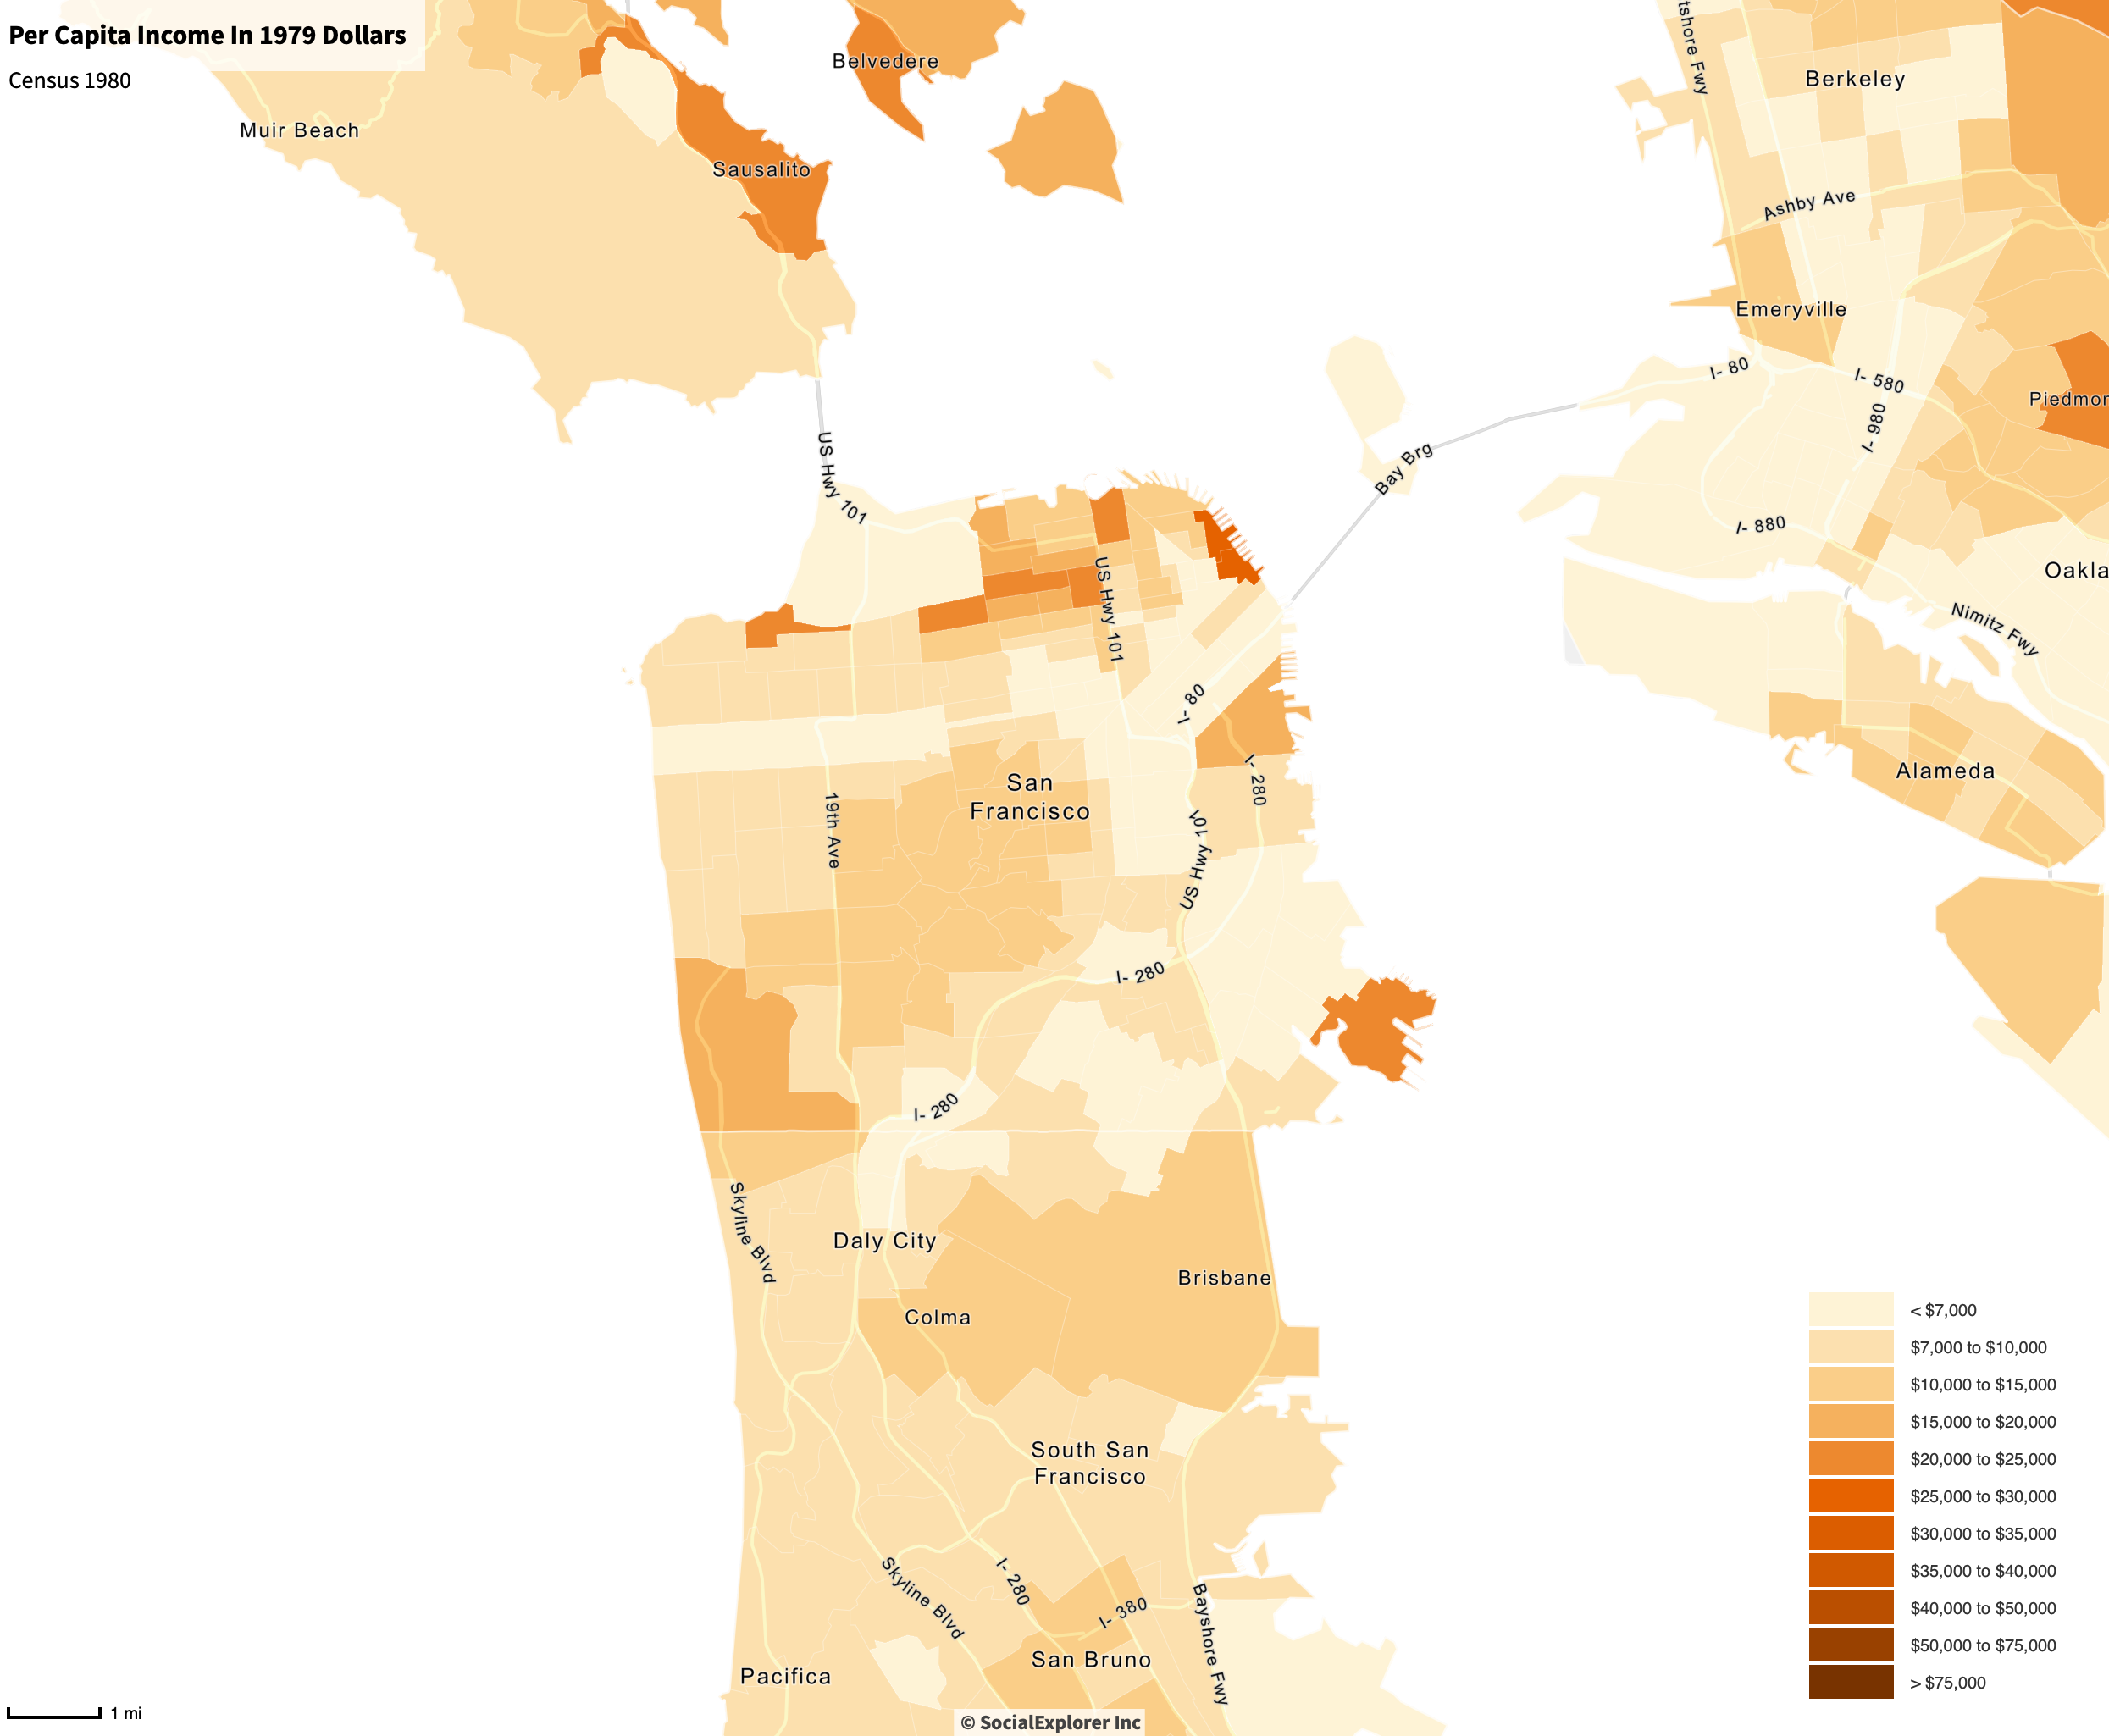 Per Capita Income In 1979 Dollars
Census 1980
Belvedere
tshore Fwy
Berkeley
Muir Beach
Sausalito
Ashby Ave
Emeryville
I- 80
I- 580
Piedmon
I- 980
US Hwy 101
Bay Brg
I- 880
Oakla
US Hwy 101
Nimitz Fwy
I- 80
I- 280
San
Francisco
Alameda
19th Ave
US Hwy 101
I- 280
I- 280
Skyline Blvd
Daly City
Brisbane
Colma
South San
Francisco
Skyline Blvd
I- 280
I- 380
Bayshore Fwy
San Bruno
Pacifica
< $7,000
$7,000 to $10,000
$10,000 to $15,000
$15,000 to $20,000
$20,000 to $25,000
$25,000 to $30,000
$30,000 to $35,000
$35,000 to $40,000
$40,000 to $50,000
$50,000 to $75,000
> $75,000
1 mi
© SocialExplorer Inc